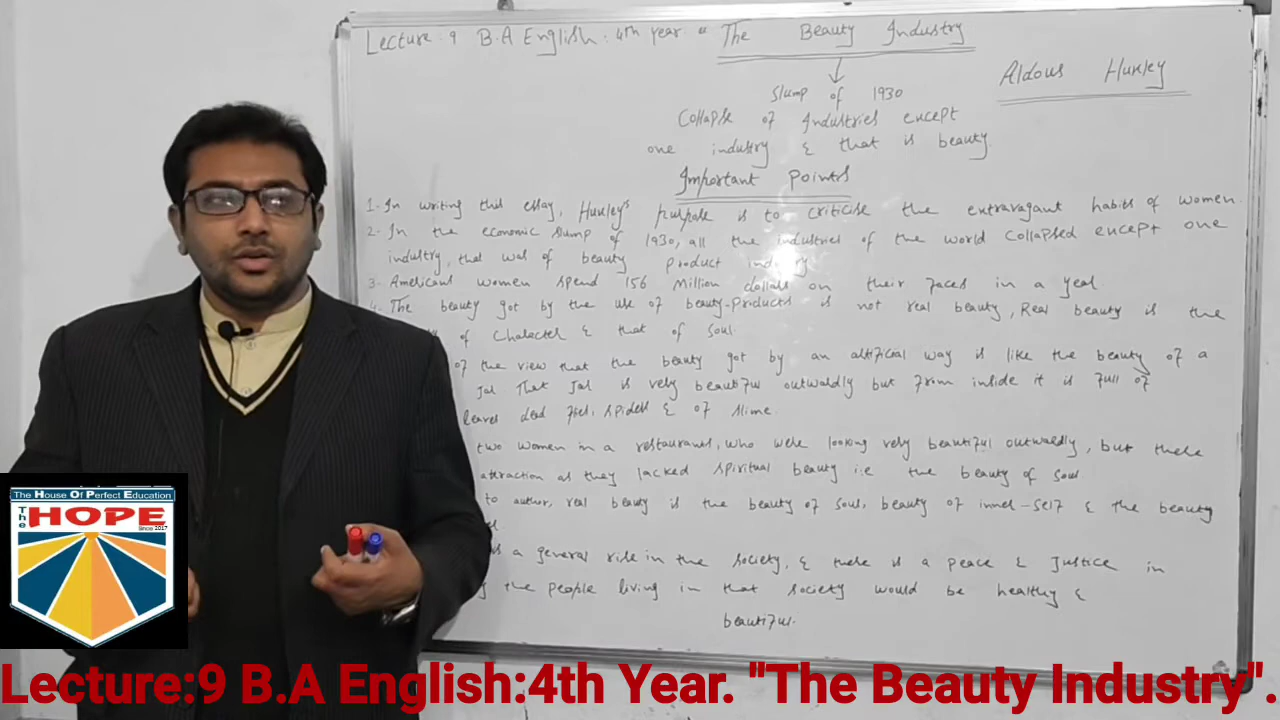 Lecture: 9 B.A English: 4th year. " The Beauty Industry
Aldous Huxley
Slump of 1930
Collapse of Industries except
one industry & that is beauty.
Important Points
1- In writing this essay, Huxley's purpose is to criticise the extravagant habits of women.
2- In the economic slump of 1930, all the industries of the world collapsed except one
industry, that was of beauty product industry
3- Americans women spend 156 Million dollars on their faces in a year.
4- The beauty got by the use of beauty-products is not real beauty, Real beauty is the
of character & that of soul.
of the view that the beauty got by an artificial way is like the beauty of a
Jar. That Jar is very beautiful outwardly but from inside it is full of
leaves dead flies, spiders & of slime.
two women in a restaurants, who were looking very beautiful outwardly, but there
attraction as they lacked spiritual beauty i.e the beauty of soul
to author, real beauty is the beauty of soul, beauty of inner-self & the beauty
is a general rise in the society, & there is a peace & Justice in
the people living in that society would be healthy &
beautiful.
The House Of Perfect Education
The
HOPE
Since 2017
Lecture:9 B.A English:4th Year. "The Beauty Industry".